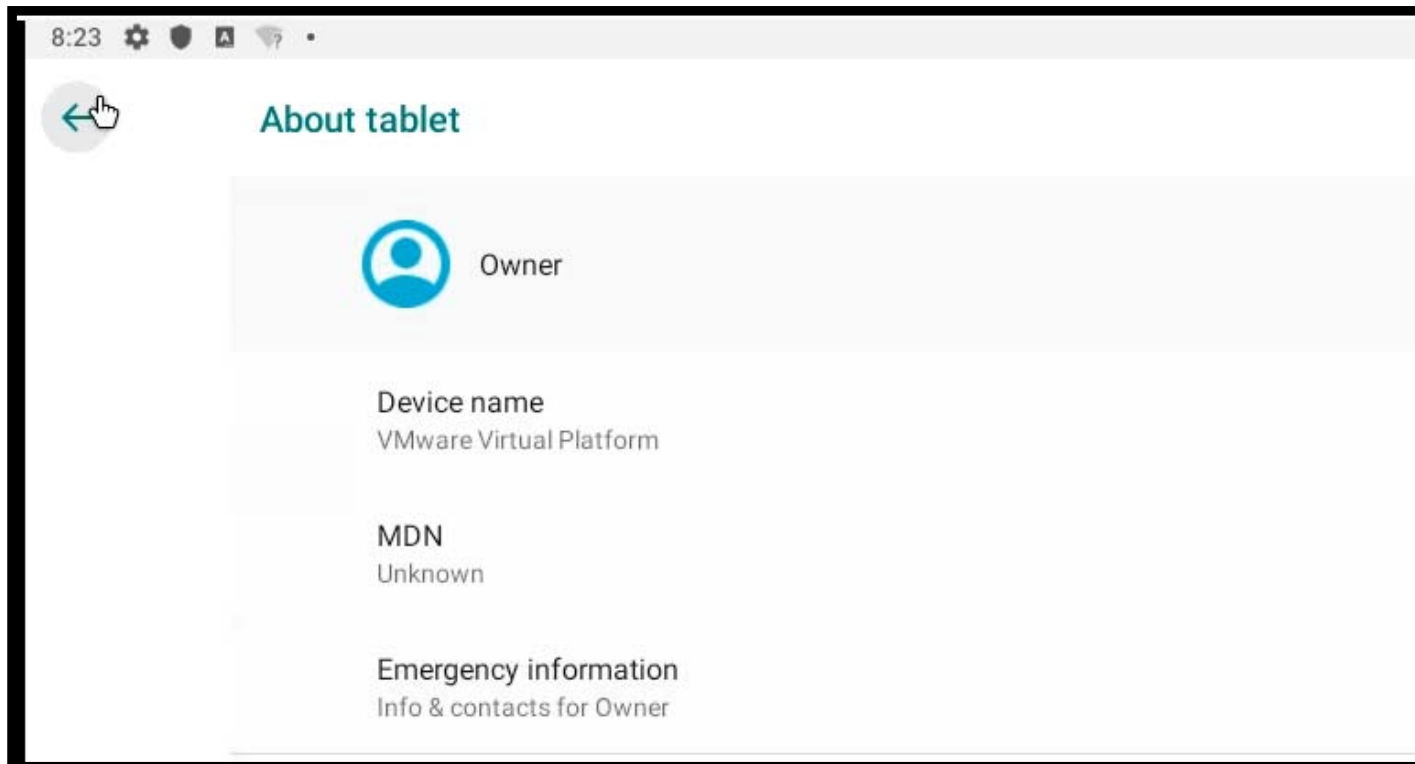 8:23
About tablet
Owner
Device name
VMware Virtual Platform
MDN
Unknown
Emergency information
Info & contacts for Owner